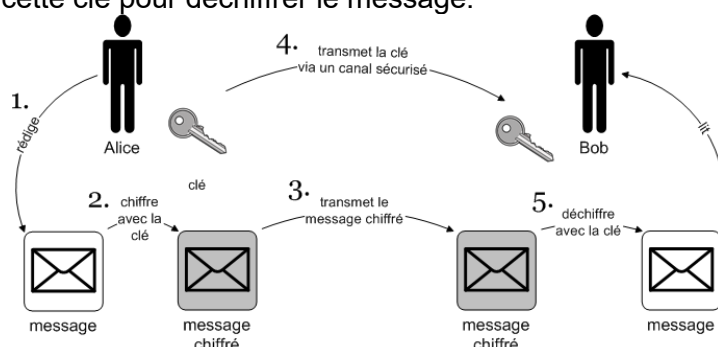 cette clé pour déchiffrer le message.
4. transmet la clé
via un canal sécurisé
1.
rédige
Alice
Bob
lit
clé
2. chiffre
avec la
clé
3. transmet le
message chiffré
5. déchiffre
avec la clé
message
message
chiffré
message
chiffré
message